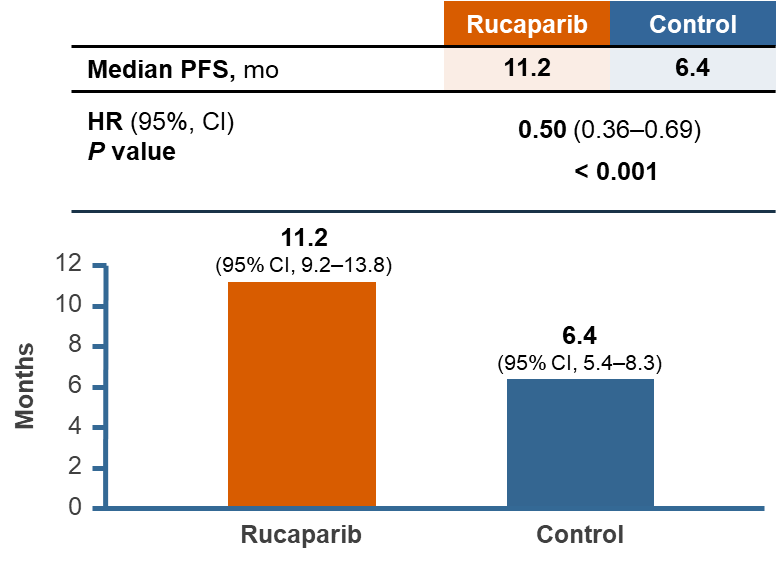 Rucaparib Control
Median PFS, mo 11.2 6.4
HR (95%, CI) 0.50 (0.36–0.69)
P value < 0.001
11.2
(95% CI, 9.2–13.8)
6.4
(95% CI, 5.4–8.3)
Months
12
10
8
6
4
2
0
Rucaparib Control